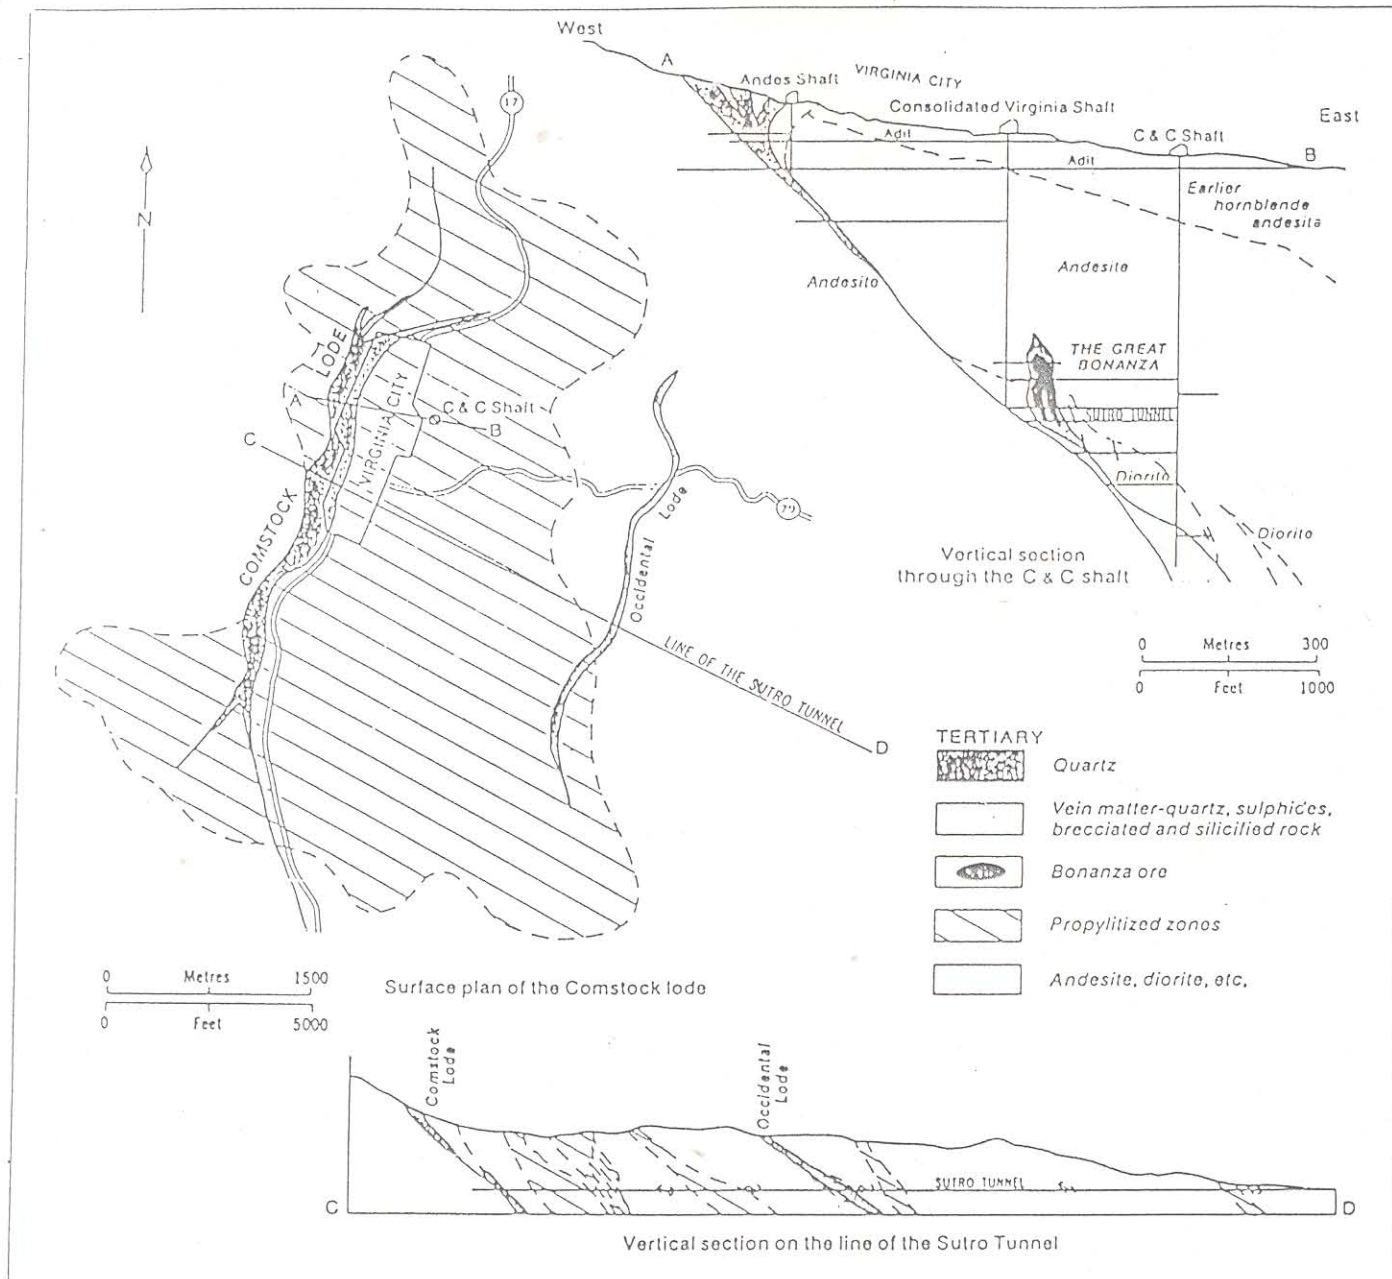 West
A
Andes Shaft
VIRGINIA CITY
Consolidated Virginia Shaft
East
C & C Shaft
B
Adit
Adit
Earlier
hornblende
andesite
Andesite
Andesite
THE GREAT
BONANZA
SUTRO TUNNEL
Diorite
Diorite
Vertical section
through the C & C shaft
0 Metres 300
0 Feet 1000
17
N
LODE
A
C & C Shaft
B
C
VIRGINIA CITY
COMSTOCK
Occidental Lode
79
LINE OF THE SUTRO TUNNEL
D
TERTIARY
Quartz
Vein matter-quartz, sulphides,
brecciated and silicified rock
Bonanza ore
Propylitized zones
Andesite, diorite, etc,
0 Metres 1500
0 Feet 5000
Surface plan of the Comstock lode
Comstock
Lode
Occidental
Lode
SUTRO TUNNEL
C
D
Vertical section on the line of the Sutro Tunnel